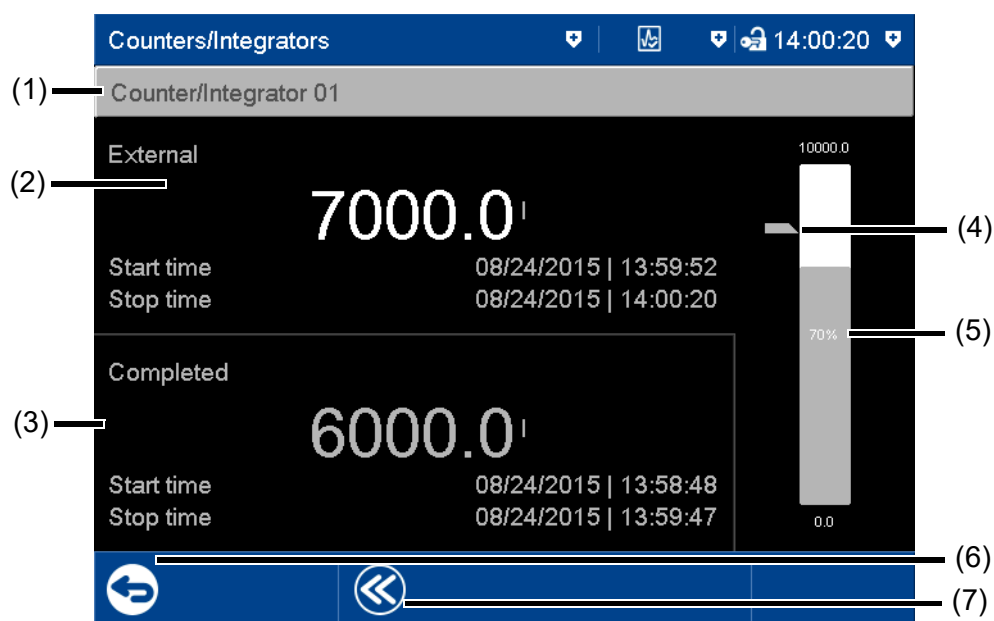 Counters/Integrators 14:00:20
(1) Counter/Integrator 01
External 10000.0
(2) 7000.0 l (4)
Start time 08/24/2015 | 13:59:52
Stop time 08/24/2015 | 14:00:20
70% (5)
Completed
(3) 6000.0 l
Start time 08/24/2015 | 13:58:48
Stop time 08/24/2015 | 13:59:47 0.0
(6)
(7)